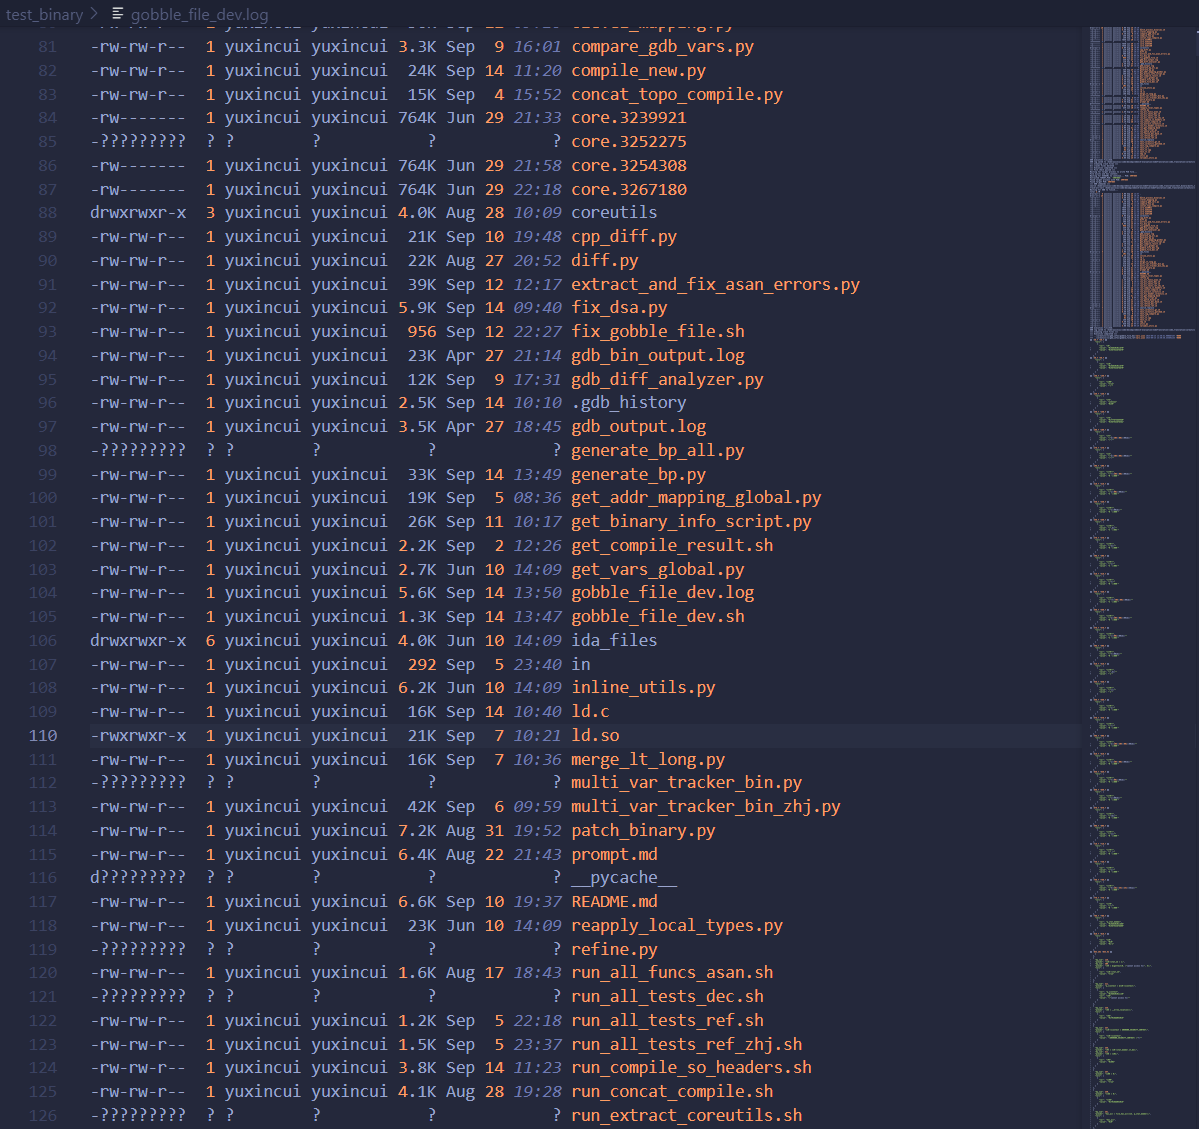 test_binary > gobble_file_dev.log
81 -rw-rw-r-- 1 yuxincui yuxincui 3.3K Sep 9 16:01 compare_gdb_vars.py
82 -rw-rw-r-- 1 yuxincui yuxincui 24K Sep 14 11:20 compile_new.py
83 -rw-rw-r-- 1 yuxincui yuxincui 15K Sep 4 15:52 concat_topo_compile.py
84 -rw------- 1 yuxincui yuxincui 764K Jun 29 21:33 core.3239921
85 -????????? ? ? ? ? ? core.3252275
86 -rw------- 1 yuxincui yuxincui 764K Jun 29 21:58 core.3254308
87 -rw------- 1 yuxincui yuxincui 764K Jun 29 22:18 core.3267180
88 drwxrwxr-x 3 yuxincui yuxincui 4.0K Aug 28 10:09 coreutils
89 -rw-rw-r-- 1 yuxincui yuxincui 21K Sep 10 19:48 cpp_diff.py
90 -rw-rw-r-- 1 yuxincui yuxincui 22K Aug 27 20:52 diff.py
91 -rw-rw-r-- 1 yuxincui yuxincui 39K Sep 12 12:17 extract_and_fix_asan_errors.py
92 -rw-rw-r-- 1 yuxincui yuxincui 5.9K Sep 14 09:40 fix_dsa.py
93 -rw-rw-r-- 1 yuxincui yuxincui 956 Sep 12 22:27 fix_gobble_file.sh
94 -rw-rw-r-- 1 yuxincui yuxincui 23K Apr 27 21:14 gdb_bin_output.log
95 -rw-rw-r-- 1 yuxincui yuxincui 12K Sep 9 17:31 gdb_diff_analyzer.py
96 -rw-rw-r-- 1 yuxincui yuxincui 2.5K Sep 14 10:10 .gdb_history
97 -rw-rw-r-- 1 yuxincui yuxincui 3.5K Apr 27 18:45 gdb_output.log
98 -????????? ? ? ? ? ? generate_bp_all.py
99 -rw-rw-r-- 1 yuxincui yuxincui 33K Sep 14 13:49 generate_bp.py
100 -rw-rw-r-- 1 yuxincui yuxincui 19K Sep 5 08:36 get_addr_mapping_global.py
101 -rw-rw-r-- 1 yuxincui yuxincui 26K Sep 11 10:17 get_binary_info_script.py
102 -rw-rw-r-- 1 yuxincui yuxincui 2.2K Sep 2 12:26 get_compile_result.sh
103 -rw-rw-r-- 1 yuxincui yuxincui 2.7K Jun 10 14:09 get_vars_global.py
104 -rw-rw-r-- 1 yuxincui yuxincui 5.6K Sep 14 13:50 gobble_file_dev.log
105 -rw-rw-r-- 1 yuxincui yuxincui 1.3K Sep 14 13:47 gobble_file_dev.sh
106 drwxrwxr-x 6 yuxincui yuxincui 4.0K Jun 10 14:09 ida_files
107 -rw-rw-r-- 1 yuxincui yuxincui 292 Sep 5 23:40 in
108 -rw-rw-r-- 1 yuxincui yuxincui 6.2K Jun 10 14:09 inline_utils.py
109 -rw-rw-r-- 1 yuxincui yuxincui 16K Sep 14 10:40 ld.c
110 -rwxrwxr-x 1 yuxincui yuxincui 21K Sep 7 10:21 ld.so
111 -rw-rw-r-- 1 yuxincui yuxincui 16K Sep 7 10:36 merge_lt_long.py
112 -????????? ? ? ? ? ? multi_var_tracker_bin.py
113 -rw-rw-r-- 1 yuxincui yuxincui 42K Sep 6 09:59 multi_var_tracker_bin_zhj.py
114 -rw-rw-r-- 1 yuxincui yuxincui 7.2K Aug 31 19:52 patch_binary.py
115 -rw-rw-r-- 1 yuxincui yuxincui 6.4K Aug 22 21:43 prompt.md
116 d????????? ? ? ? ? ? __pycache__
117 -rw-rw-r-- 1 yuxincui yuxincui 6.6K Sep 10 19:37 README.md
118 -rw-rw-r-- 1 yuxincui yuxincui 23K Jun 10 14:09 reapply_local_types.py
119 -????????? ? ? ? ? ? refine.py
120 -rw-rw-r-- 1 yuxincui yuxincui 1.6K Aug 17 18:43 run_all_funcs_asan.sh
121 -????????? ? ? ? ? ? run_all_tests_dec.sh
122 -rw-rw-r-- 1 yuxincui yuxincui 1.2K Sep 5 22:18 run_all_tests_ref.sh
123 -rw-rw-r-- 1 yuxincui yuxincui 1.5K Sep 5 23:37 run_all_tests_ref_zhj.sh
124 -rw-rw-r-- 1 yuxincui yuxincui 3.8K Sep 14 11:23 run_compile_so_headers.sh
125 -rw-rw-r-- 1 yuxincui yuxincui 4.1K Aug 28 19:28 run_concat_compile.sh
126 -????????? ? ? ? ? ? run_extract_coreutils.sh